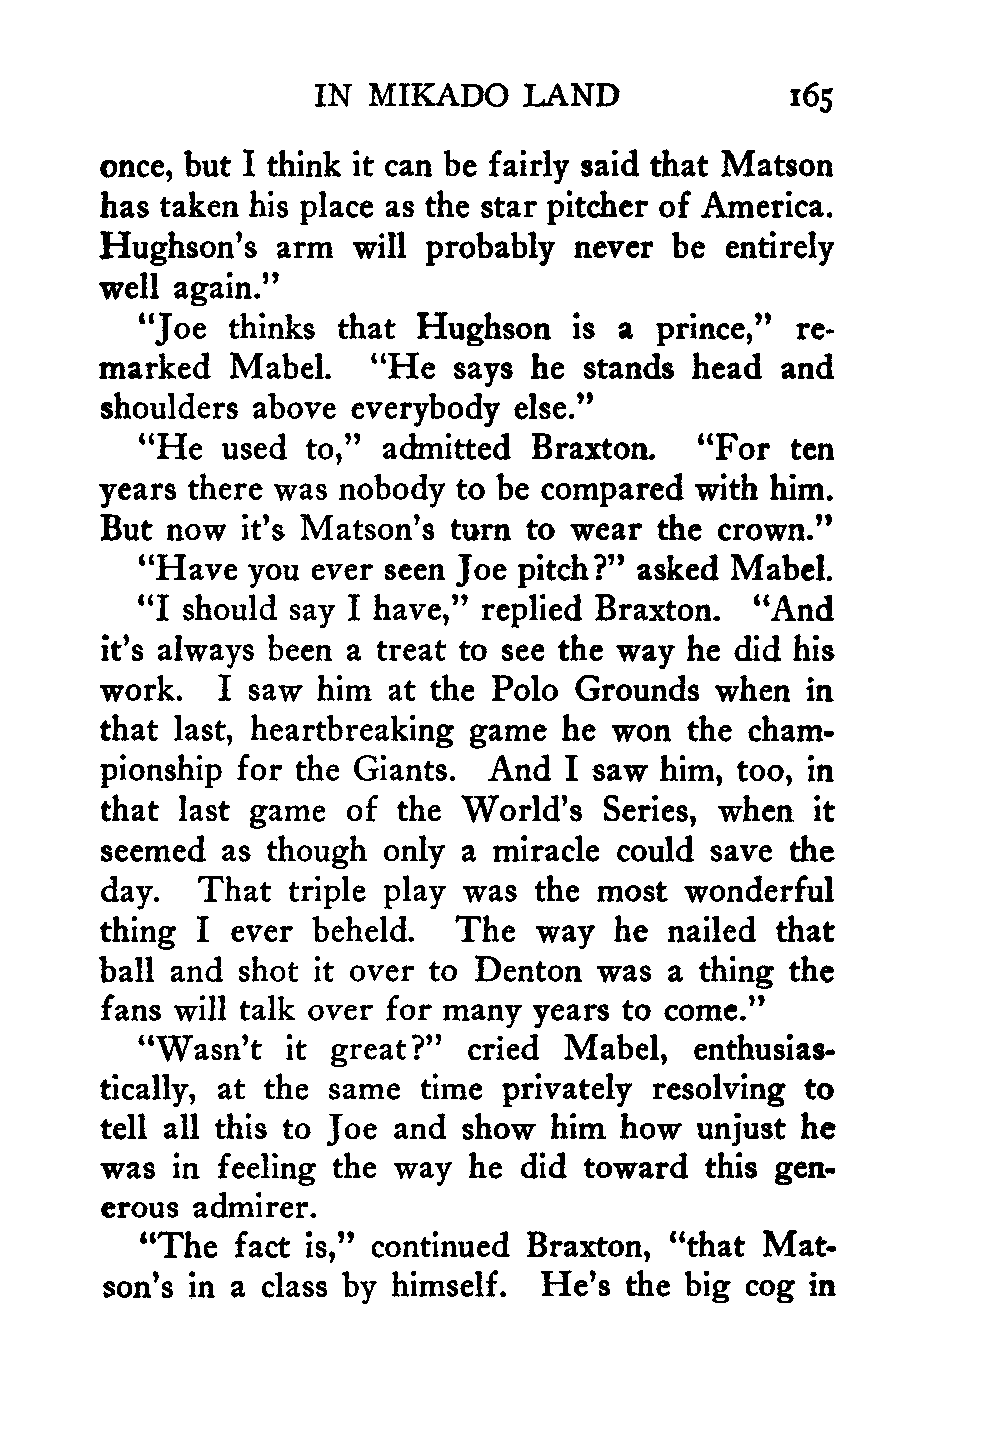 IN MIKADO LAND 165
once, but I think it can be fairly said that Matson
has taken his place as the star pitcher of America.
Hughson's arm will probably never be entirely
well again."
"Joe thinks that Hughson is a prince," re-
marked Mabel. "He says he stands head and
shoulders above everybody else."
"He used to," admitted Braxton. "For ten
years there was nobody to be compared with him.
But now it's Matson's turn to wear the crown."
"Have you ever seen Joe pitch?" asked Mabel.
"I should say I have," replied Braxton. "And
it's always been a treat to see the way he did his
work. I saw him at the Polo Grounds when in
that last, heartbreaking game he won the cham-
pionship for the Giants. And I saw him, too, in
that last game of the World's Series, when it
seemed as though only a miracle could save the
day. That triple play was the most wonderful
thing I ever beheld. The way he nailed that
ball and shot it over to Denton was a thing the
fans will talk over for many years to come."
"Wasn't it great?" cried Mabel, enthusias-
tically, at the same time privately resolving to
tell all this to Joe and show him how unjust he
was in feeling the way he did toward this gen-
erous admirer.
"The fact is," continued Braxton, "that Mat-
son's in a class by himself. He's the big cog in